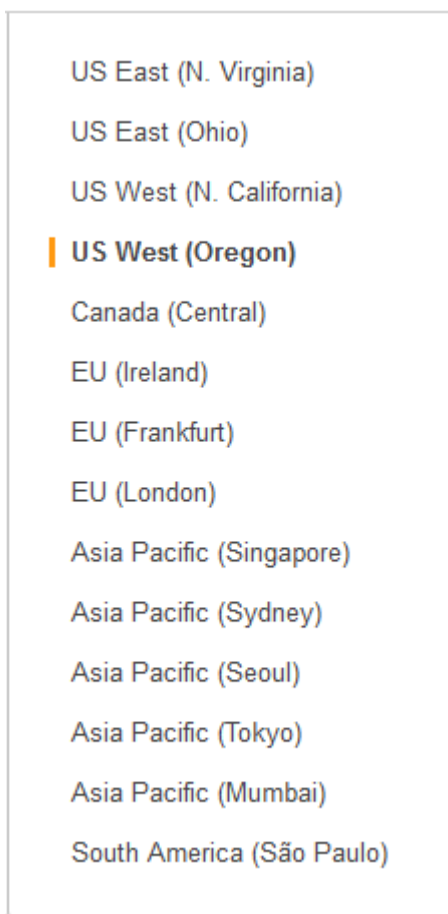 US East (N. Virginia)
US East (Ohio)
US West (N. California)
US West (Oregon)
Canada (Central)
EU (Ireland)
EU (Frankfurt)
EU (London)
Asia Pacific (Singapore)
Asia Pacific (Sydney)
Asia Pacific (Seoul)
Asia Pacific (Tokyo)
Asia Pacific (Mumbai)
South America (São Paulo)